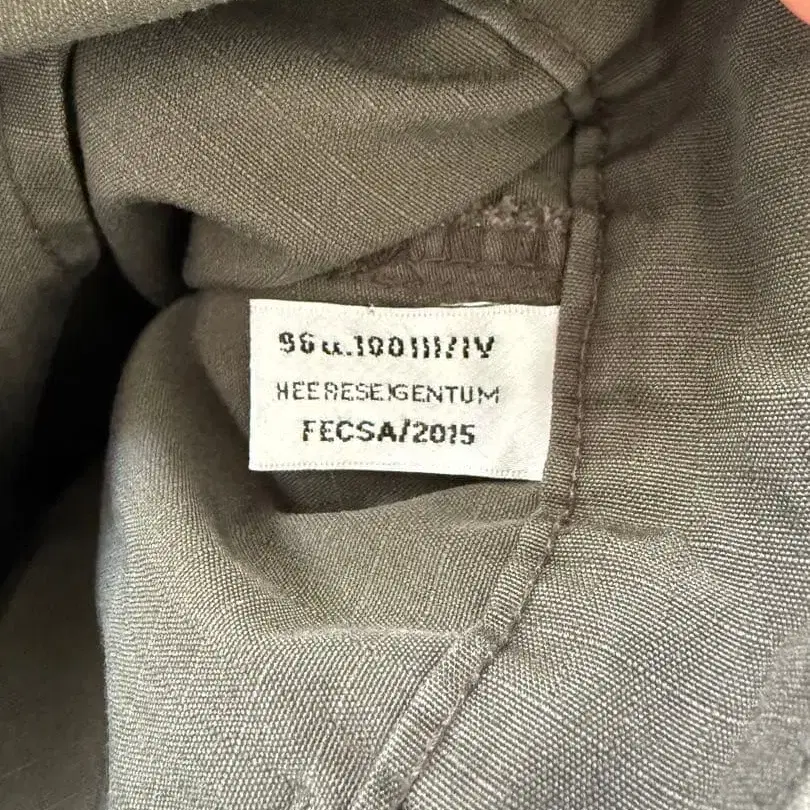 96 u.100 III/IV
HEERESEIGENTUM
FECSA/2015